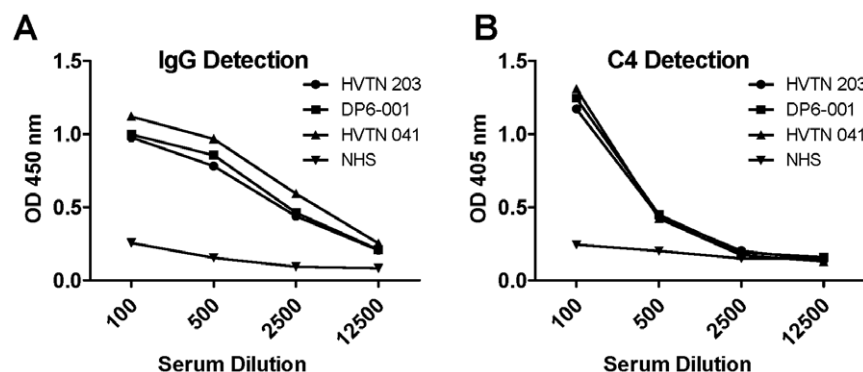 A
IgG Detection
1.5
1.0
0.5
0.0
OD 450 nm
HVTN 203
DP6-001
HVTN 041
NHS
100
500
2500
12500
Serum Dilution
B
C4 Detection
1.5
1.0
0.5
0.0
OD 405 nm
HVTN 203
DP6-001
HVTN 041
NHS
100
500
2500
12500
Serum Dilution